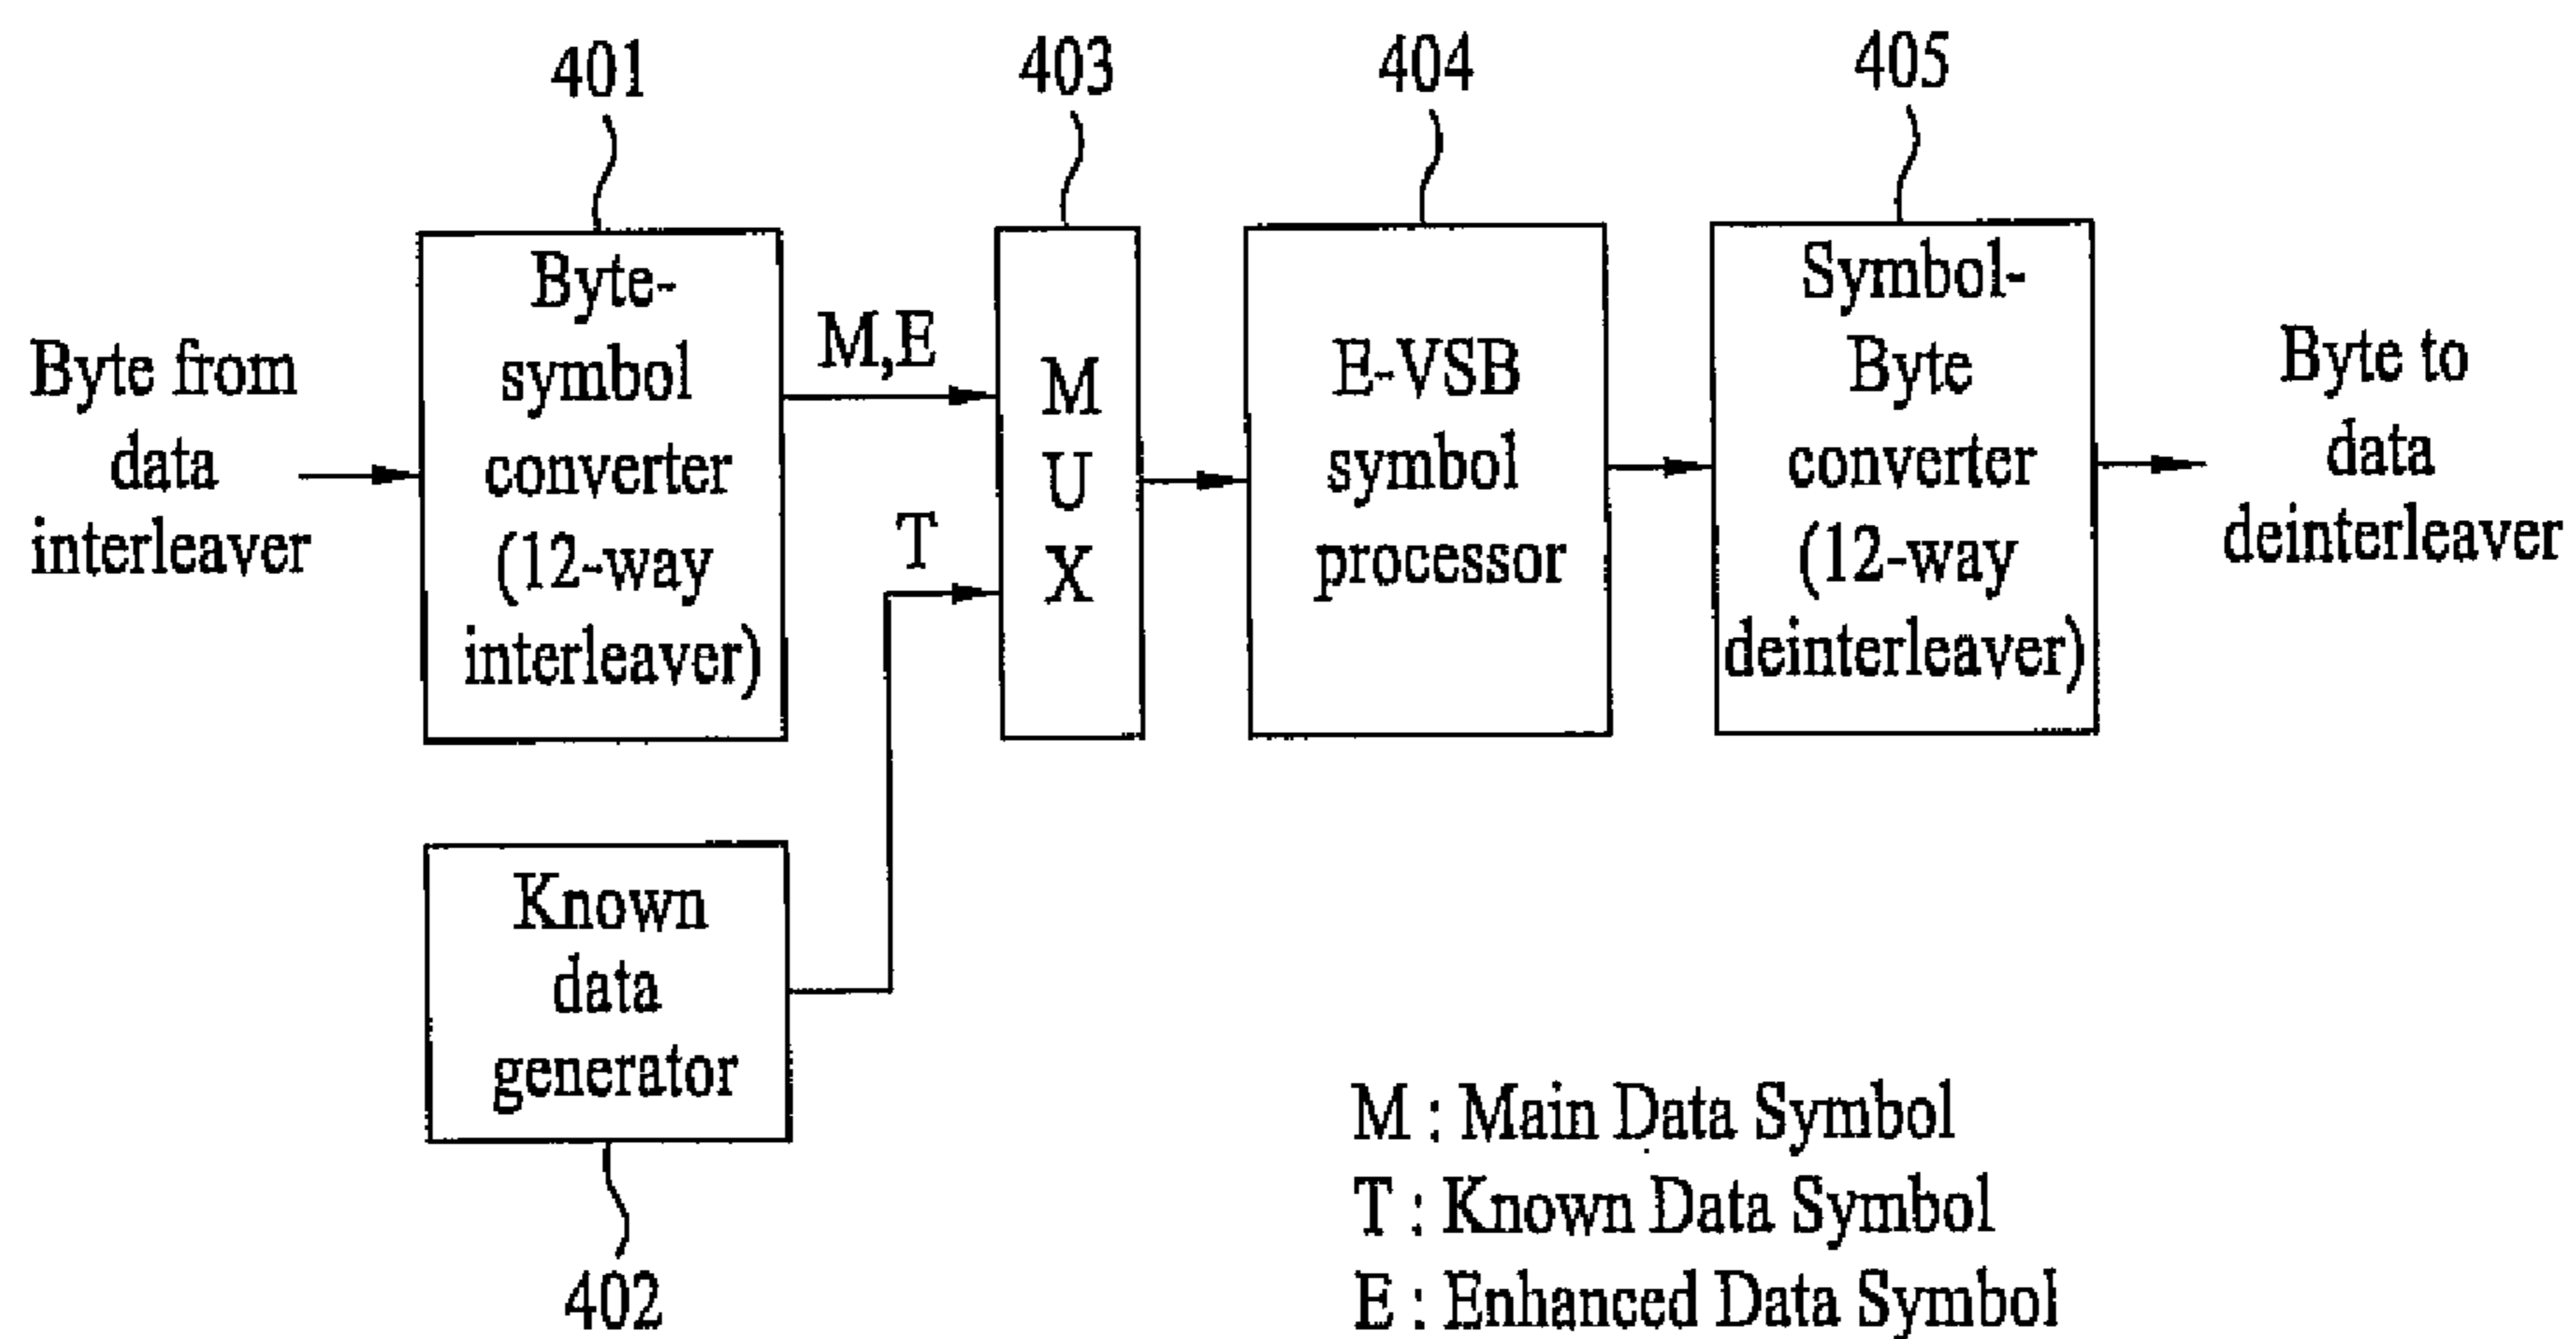 401
403
404
405
Byte from
data
interleaver
Byte-
symbol
converter
(12-way
interleaver)
M,E
T
M
U
X
E-VSB
symbol
processor
Symbol-
Byte
converter
(12-way
deinterleaver)
Byte to
data
deinterleaver
Known
data
generator
402
M : Main Data Symbol
T : Known Data Symbol
E : Enhanced Data Symbol